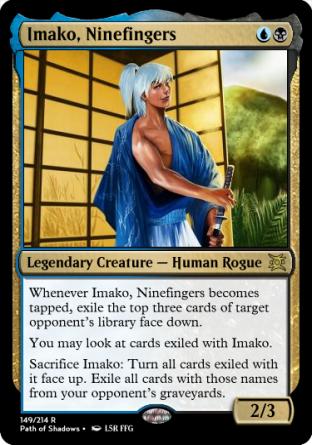 Imako, Ninefingers
Legendary Creature — Human Rogue
Whenever Imako, Ninefingers becomes
tapped, exile the top three cards of target
opponent's library face down.
You may look at cards exiled with Imako.
Sacrifice Imako: Turn all cards exiled with
it face up. Exile all cards with those names
from your opponent's graveyards.
2/3
149/214 R
Path of Shadows • LSR FFG